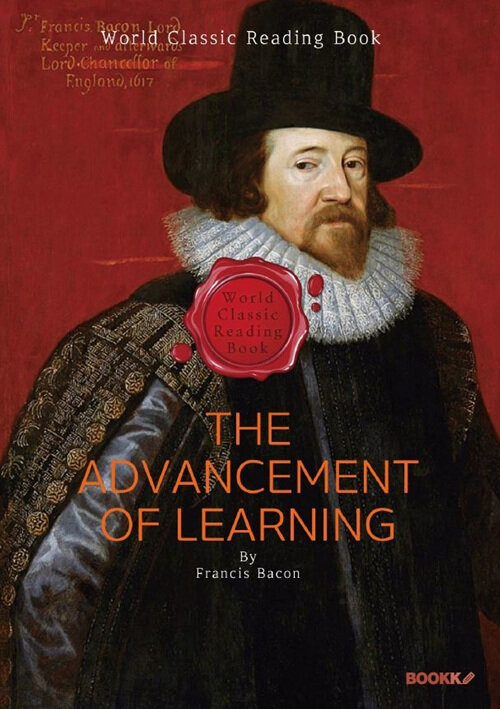 World Classic Reading Book
Sr. Francis Bacon Lord
Keeper and afterwards
Lord Chancellor of
England, 1617
World
Classic
Reading
Book
THE
ADVANCEMENT
OF LEARNING
By
Francis Bacon
BOOKK